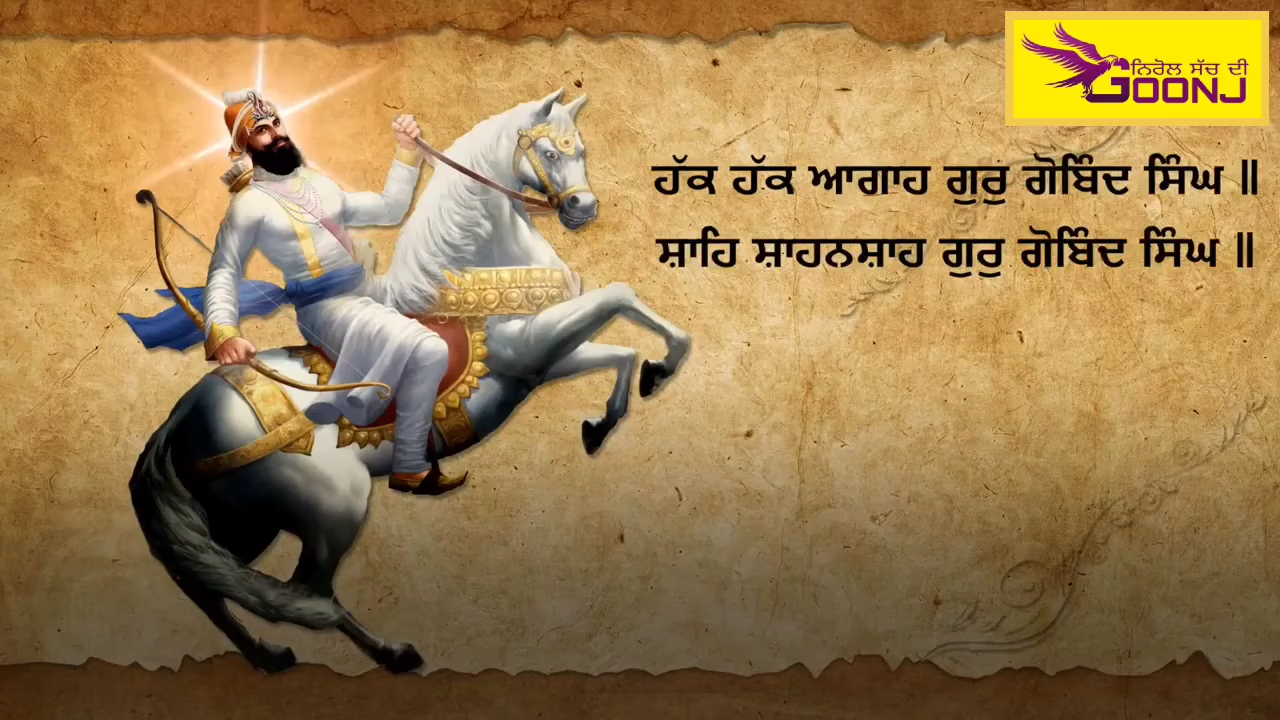 ਨਿਰੋਲ ਸੱਚ ਦੀ
GOONJ
ਹੱਕ ਹੱਕ ਆਗਾਹ ਗੁਰੁ ਗੋਬਿੰਦ ਸਿੰਘ ॥
ਸ਼ਾਹਿ ਸ਼ਾਹਨਸ਼ਾਹ ਗੁਰੁ ਗੋਬਿੰਦ ਸਿੰਘ ॥